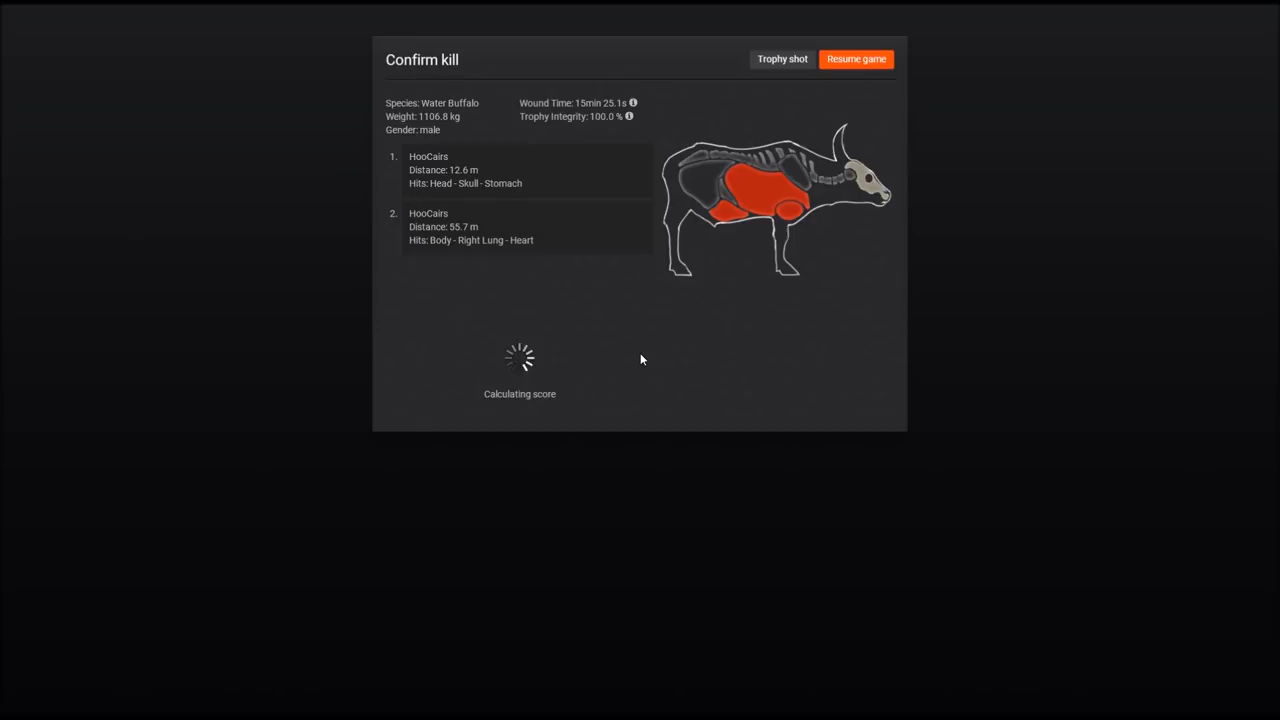 Confirm kill
Trophy shot
Resume game
Species: Water Buffalo
Weight: 1106.8 kg
Gender: male
Wound Time: 15min 25.1s
Trophy Integrity: 100.0 %
1.
HooCairs
Distance: 12.6 m
Hits: Head - Skull - Stomach
2.
HooCairs
Distance: 55.7 m
Hits: Body - Right Lung - Heart
Calculating score